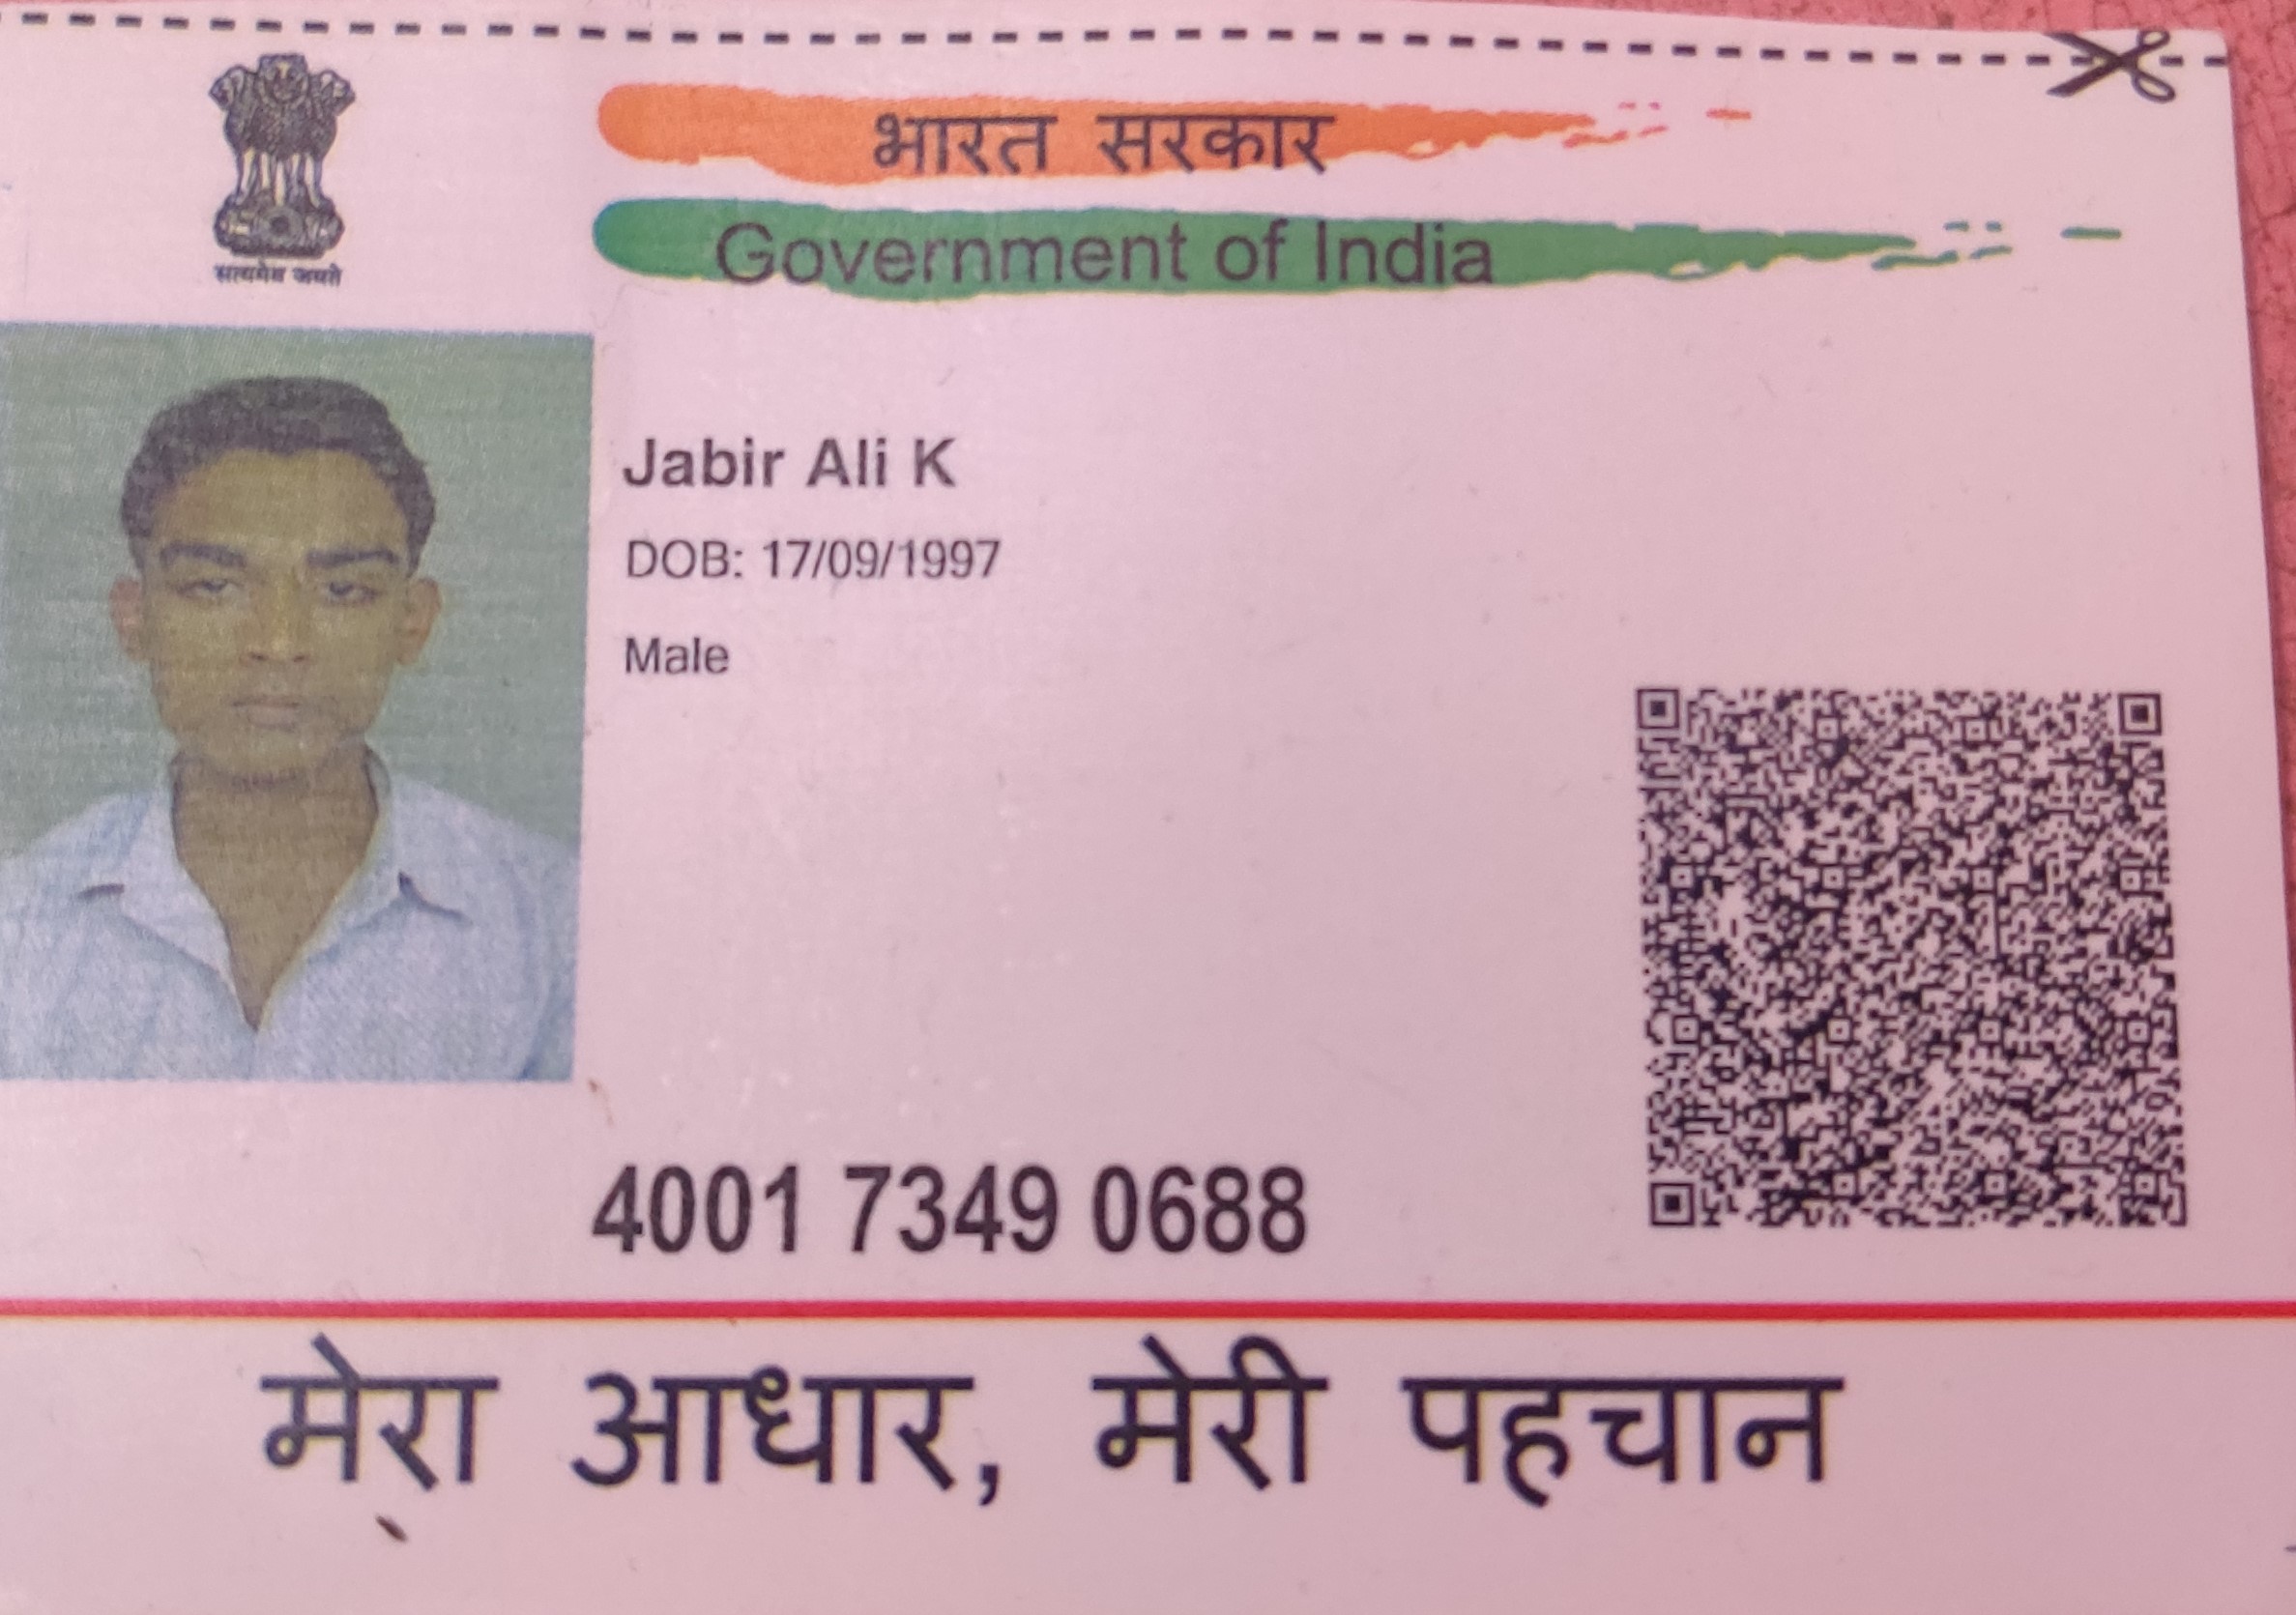 भारत सरकार
Government of India
सत्यमेव जयते
Jabir Ali K
DOB: 17/09/1997
Male
4001 7349 0688
मेरा आधार, मेरी पहचान